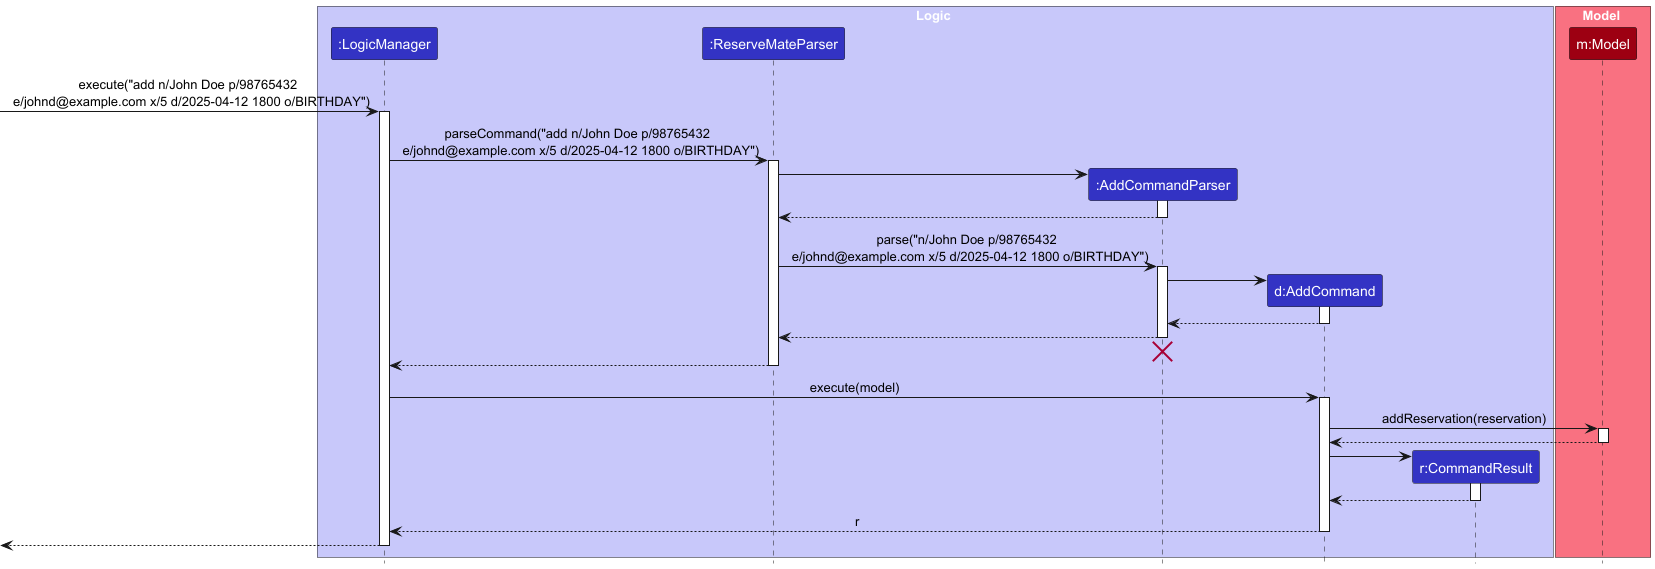 Logic
Model
:LogicManager
:ReserveMateParser
m:Model
execute("add n/John Doe p/98765432
e/johnd@example.com x/5 d/2025-04-12 1800 o/BIRTHDAY")
parseCommand("add n/John Doe p/98765432
e/johnd@example.com x/5 d/2025-04-12 1800 o/BIRTHDAY")
:AddCommandParser
parse("n/John Doe p/98765432
e/johnd@example.com x/5 d/2025-04-12 1800 o/BIRTHDAY")
d:AddCommand
execute(model)
addReservation(reservation)
r:CommandResult
r